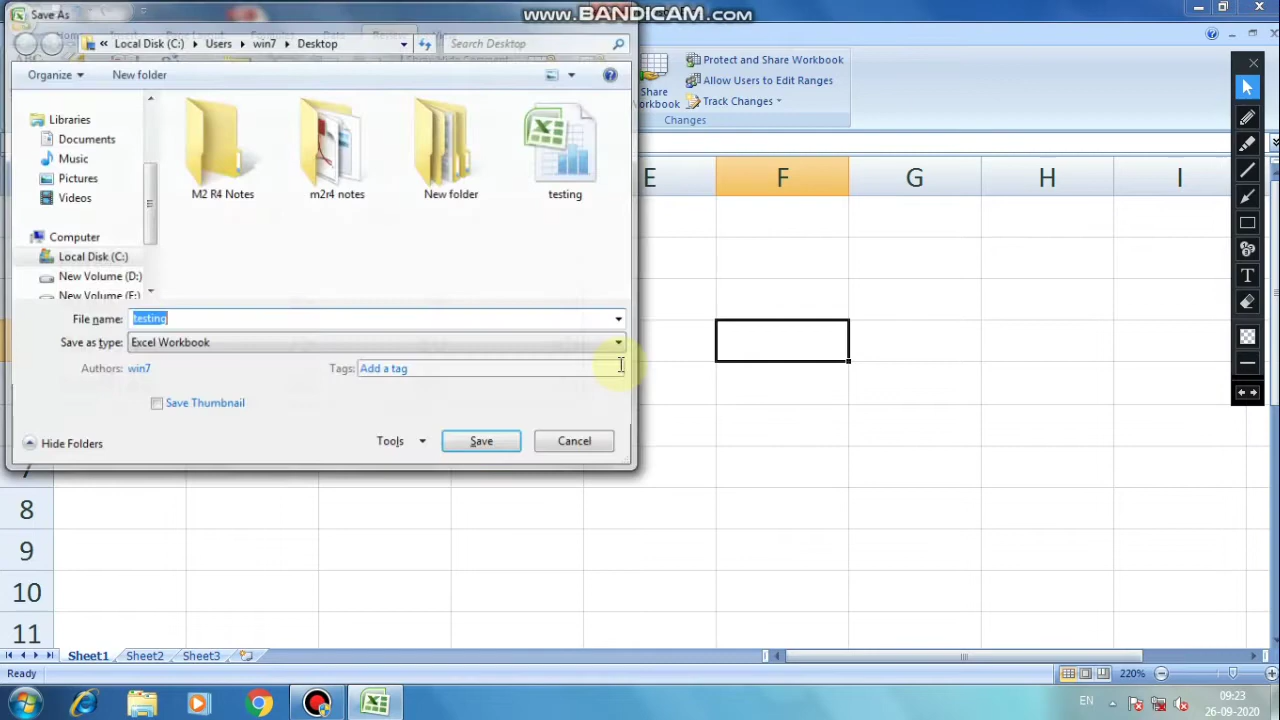 Save As
www.BANDICAM.com
« Local Disk (C:) ▸ Users ▸ win7 ▸ Desktop
Search Desktop
Organize
New folder
Protect and Share Workbook
Allow Users to Edit Ranges
Track Changes
Share
Workbook
Changes
Libraries
Documents
Music
Pictures
Videos
Computer
Local Disk (C:)
New Volume (D:)
New Volume (E:)
M2 R4 Notes
m2r4 notes
New folder
testing
File name: testing
Save as type: Excel Workbook
Authors: win7
Tags: Add a tag
Save Thumbnail
Hide Folders
Tools
Save
Cancel
E F G H I
7
8
9
10
11
Sheet1 Sheet2 Sheet3
Ready
220%
EN
09:23
26-09-2020